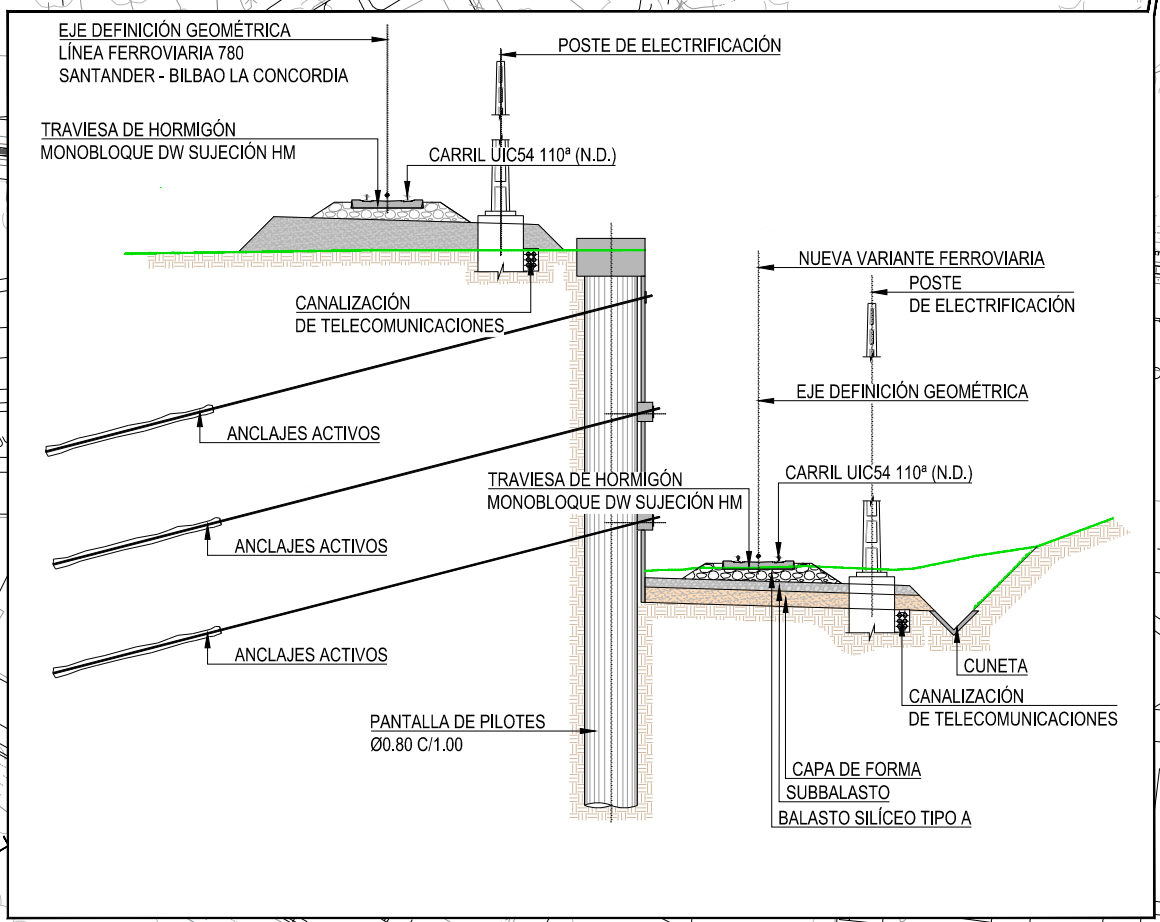 EJE DEFINICIÓN GEOMÉTRICA
LÍNEA FERROVIARIA 780
SANTANDER - BILBAO LA CONCORDIA
POSTE DE ELECTRIFICACIÓN
TRAVIESA DE HORMIGÓN
MONOBLOQUE DW SUJECIÓN HM
CARRIL UIC54 110ª (N.D.)
NUEVA VARIANTE FERROVIARIA
POSTE
DE ELECTRIFICACIÓN
CANALIZACIÓN
DE TELECOMUNICACIONES
EJE DEFINICIÓN GEOMÉTRICA
ANCLAJES ACTIVOS
TRAVIESA DE HORMIGÓN
MONOBLOQUE DW SUJECIÓN HM
CARRIL UIC54 110ª (N.D.)
ANCLAJES ACTIVOS
ANCLAJES ACTIVOS
CUNETA
CANALIZACIÓN
DE TELECOMUNICACIONES
PANTALLA DE PILOTES
Ø0.80 C/1.00
CAPA DE FORMA
SUBBALASTO
BALASTO SILÍCEO TIPO A